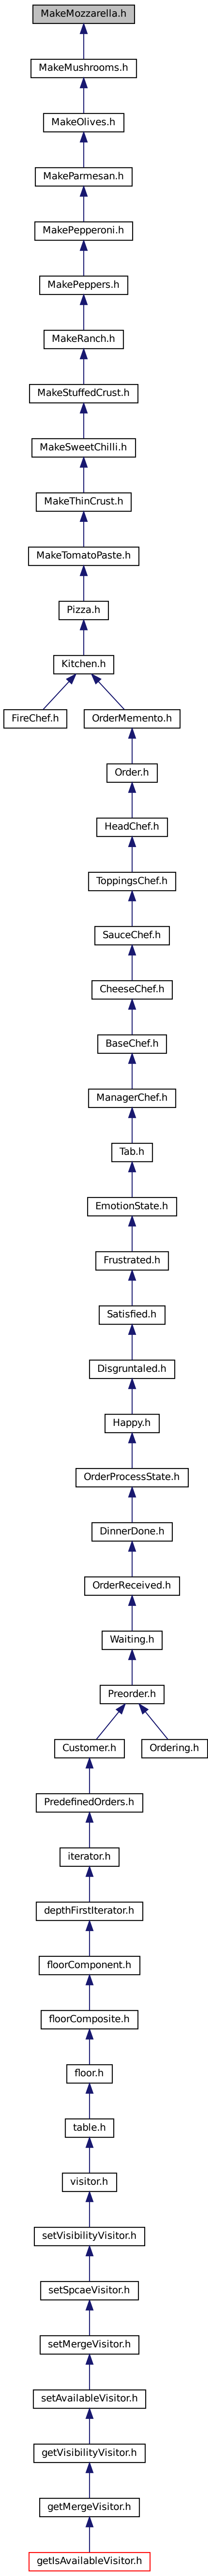 MakeMozzarella.h
MakeMushrooms.h
MakeOlives.h
MakeParmesan.h
MakePepperoni.h
MakePeppers.h
MakeRanch.h
MakeStuffedCrust.h
MakeSweetChilli.h
MakeThinCrust.h
MakeTomatoPaste.h
Pizza.h
Kitchen.h
FireChef.h
OrderMemento.h
Order.h
HeadChef.h
ToppingsChef.h
SauceChef.h
CheeseChef.h
BaseChef.h
ManagerChef.h
Tab.h
EmotionState.h
Frustrated.h
Satisfied.h
Disgruntaled.h
Happy.h
OrderProcessState.h
DinnerDone.h
OrderReceived.h
Waiting.h
Preorder.h
Customer.h
Ordering.h
PredefinedOrders.h
iterator.h
depthFirstIterator.h
floorComponent.h
floorComposite.h
floor.h
table.h
visitor.h
setVisibilityVisitor.h
setSpcaeVisitor.h
setMergeVisitor.h
setAvailableVisitor.h
getVisibilityVisitor.h
getMergeVisitor.h
getIsAvailableVisitor.h